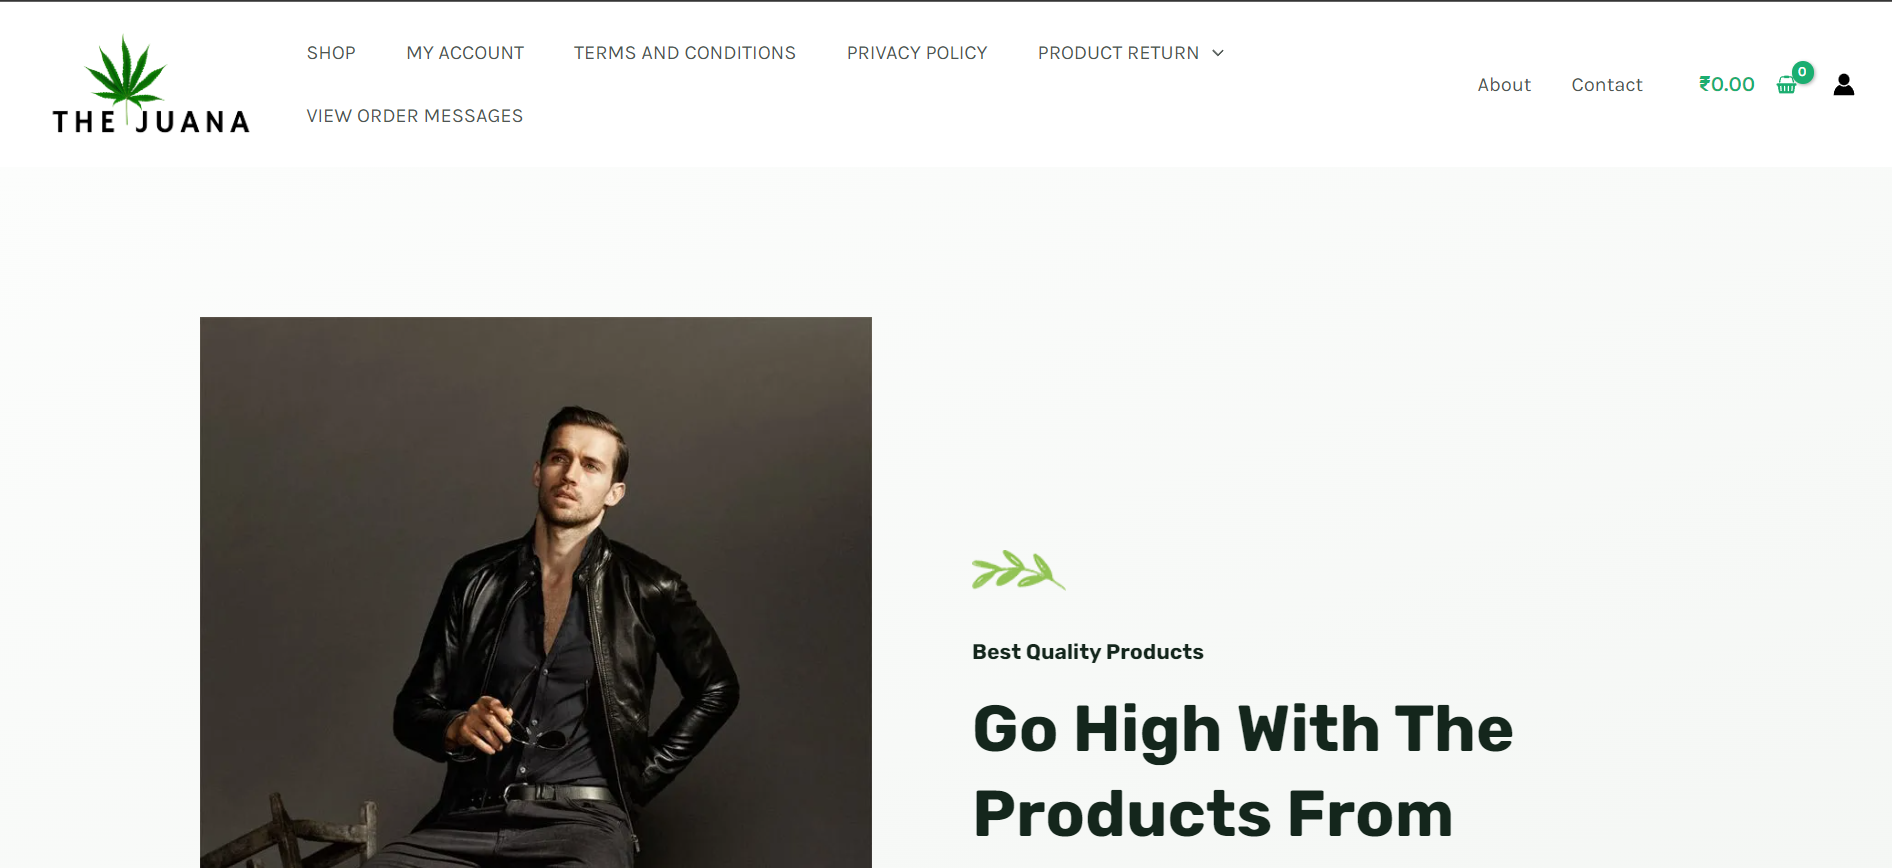 THE JUANA
SHOP MY ACCOUNT TERMS AND CONDITIONS PRIVACY POLICY PRODUCT RETURN
VIEW ORDER MESSAGES
About Contact ₹0.00 0
Best Quality Products
Go High With The
Products From